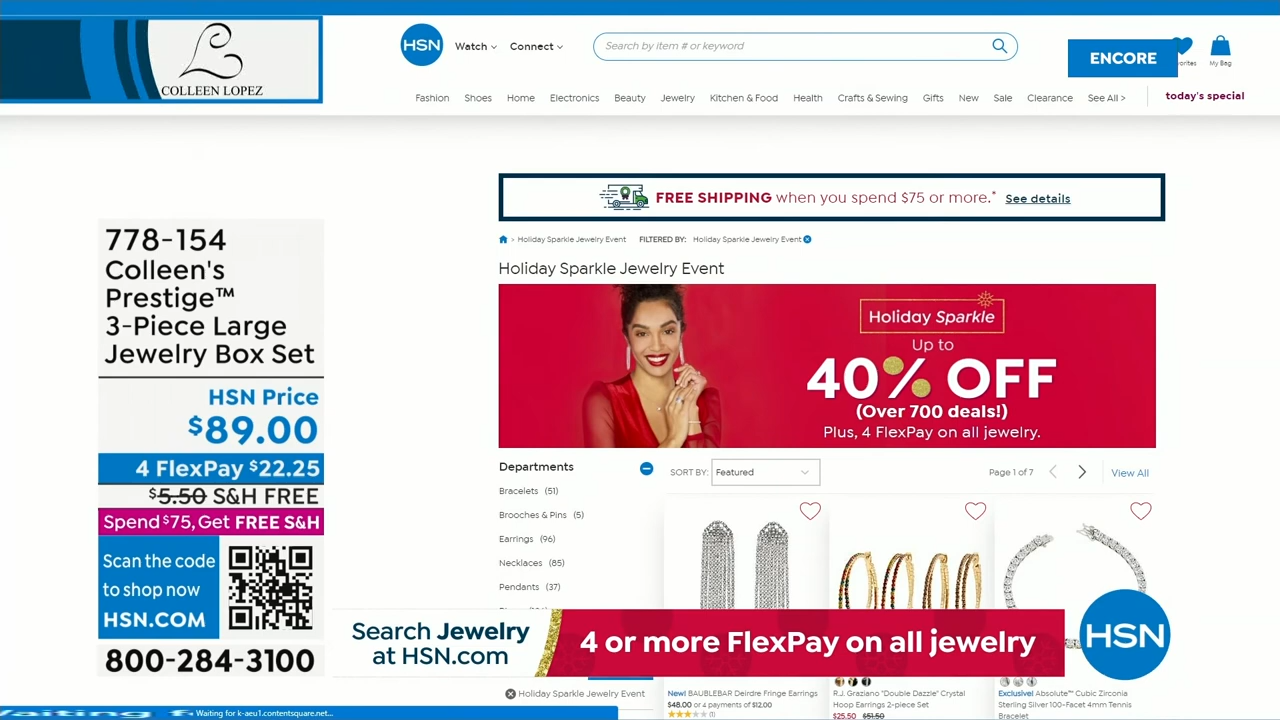 COLLEEN LOPEZ
HSN
Watch
Connect
Search by item # or keyword
ENCORE
My Bag
Fashion Shoes Home Electronics Beauty Jewelry Kitchen & Food Health Crafts & Sewing Gifts New Sale Clearance See All > today's special
FREE SHIPPING when you spend $75 or more.* See details
> Holiday Sparkle Jewelry Event FILTERED BY: Holiday Sparkle Jewelry Event
Holiday Sparkle Jewelry Event
Holiday Sparkle
Up to
40% OFF
(Over 700 deals!)
Plus, 4 FlexPay on all jewelry.
778-154
Colleen's
Prestige™
3-Piece Large
Jewelry Box Set
HSN Price
$89.00
4 FlexPay $22.25
$5.50 S&H FREE
Spend $75, Get FREE S&H
Scan the code
to shop now
HSN.COM
800-284-3100
Departments
Bracelets (51)
Brooches & Pins (5)
Earrings (96)
Necklaces (85)
Pendants (37)
SORT BY: Featured
Page 1 of 7
View All
Search Jewelry
at HSN.com
4 or more FlexPay on all jewelry
HSN
Holiday Sparkle Jewelry Event
New! BAUBLEBAR Deirdre Fringe Earrings
$48.00 or 4 payments of $12.00
(1)
R.J. Graziano "Double Dazzle" Crystal
Hoop Earrings 2-piece Set
$25.50 $51.50
Exclusive! Absolute™ Cubic Zirconia
Sterling Silver 100-Facet 4mm Tennis
Bracelet
Waiting for k-aeu1.contentsquare.net...